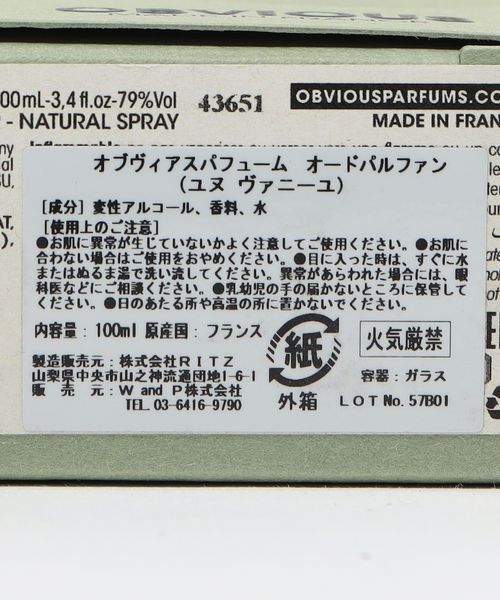 OBVIOUS
00mL-3,4 fl.oz-79%Vol 43651 OBVIOUSPARFUMS.CO
- NATURAL SPRAY MADE IN FRAN
オブヴィアスパフューム オードパルファン
（ユヌ ヴァニーユ）
[成分] 変性アルコール、香料、水
[使用上のご注意]
●お肌に異常が生じていないかよく注意してご使用ください。●お肌に
合わない場合はご使用をおやめください。●目に入った時は、すぐに水
またはぬるま湯で洗い流してください。異常があらわれた場合には、眼
科医などにご相談ください。●乳幼児の手の届かないところに保管して
ください。●日のあたる所や高温の所に置かないでください。
内容量：100ml 原産国：フランス
紙
外箱
火気厳禁
製造販売元：株式会社RITZ
山梨県中央市山之神流通団地1-6-1
販 売 元：W and P株式会社
TEL. 03-6416-9790
容器：ガラス
LOT No. 57B01